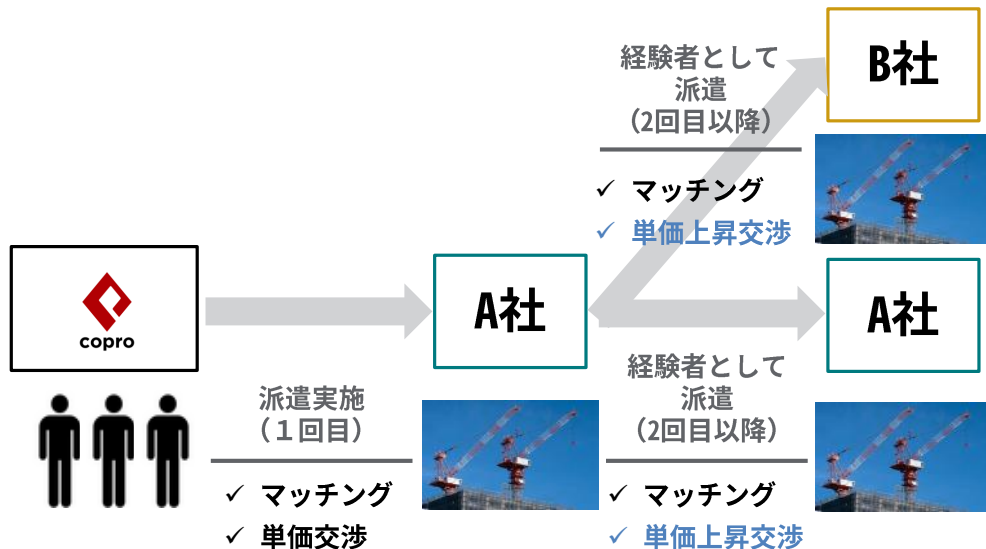 copro
派遣実施
（１回目）
✓ マッチング
✓ 単価交渉
A社
経験者として
派遣
（2回目以降）
✓ マッチング
✓ 単価上昇交渉
B社
経験者として
派遣
（2回目以降）
✓ マッチング
✓ 単価上昇交渉
A社